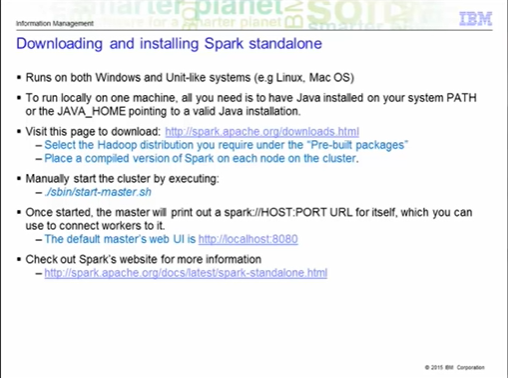 smarter planet
Information Management
IBM
Downloading and installing Spark standalone
▪ Runs on both Windows and Unit-like systems (e.g Linux, Mac OS)
▪ To run locally on one machine, all you need is to have Java installed on your system PATH
or the JAVA_HOME pointing to a valid Java installation.
▪ Visit this page to download: http://spark.apache.org/downloads.html
– Select the Hadoop distribution you require under the “Pre-built packages”
– Place a compiled version of Spark on each node on the cluster.
▪ Manually start the cluster by executing:
– ./sbin/start-master.sh
▪ Once started, the master will print out a spark://HOST:PORT URL for itself, which you can
use to connect workers to it.
– The default master’s web UI is http://localhost:8080
▪ Check out Spark’s website for more information
– http://spark.apache.org/docs/latest/spark-standalone.html
© 2015 IBM Corporation